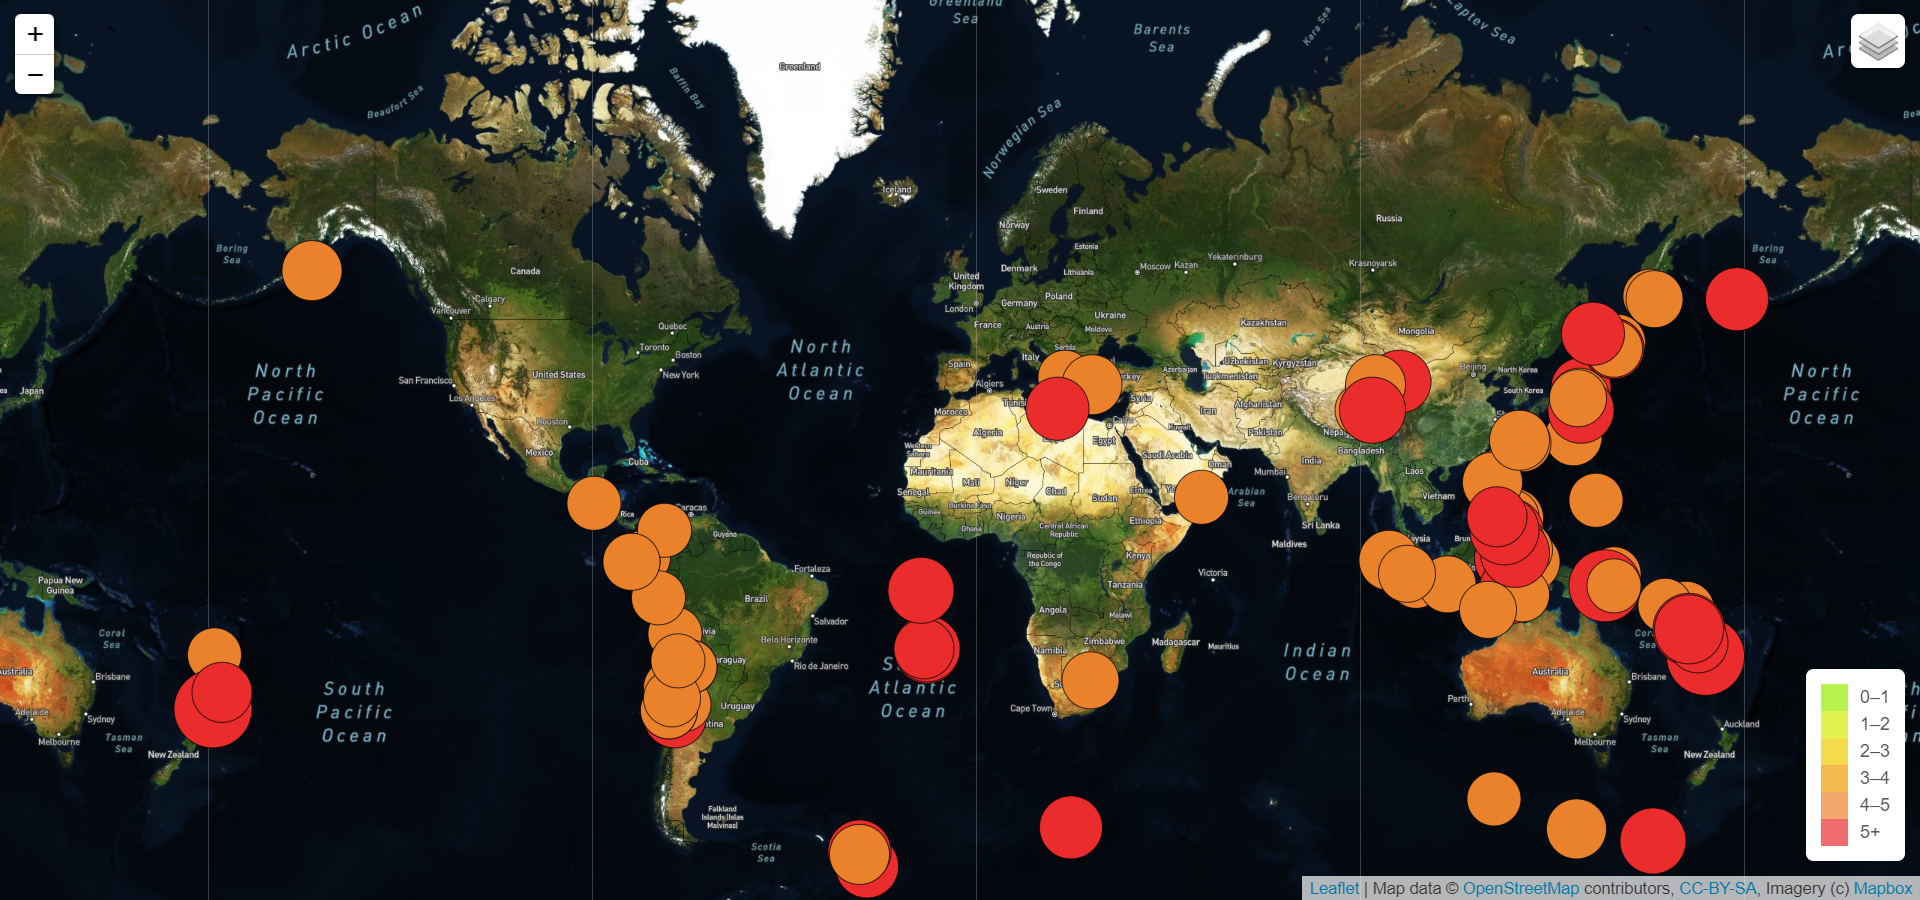 +
−
Arctic Ocean
Beaufort Sea
Baffin Bay
Greenland
Greenland
Sea
Norwegian Sea
Barents
Sea
Kara Sea
Laptev Sea
Iceland
Sweden
Finland
Norway
Estonia
Russia
Bering
Sea
Canada
Calgary
Vancouver
Quebec
Toronto
Boston
New York
United States
San Francisco
Los Angeles
Houston
Mexico
Cuba
United
Kingdom
London
Denmark
Lithuania
Moscow
Kazan
Yekaterinburg
Krasnoyarsk
Germany
Poland
Ukraine
France
Austria
Moldova
Serbia
Italy
Spain
Algiers
Kazakhstan
Mongolia
Uzbekistan
Kyrgyzstan
Turkmenistan
Azerbaijan
Beijing
North Korea
South Korea
Bering
Sea
Japan
North
Pacific
Ocean
North
Atlantic
Ocean
North
Pacific
Ocean
Morocco
Algeria
Egypt
Syria
Iran
Afghanistan
Kuwait
Pakistan
Bangladesh
Saudi Arabia
Oman
India
Mumbai
Laos
Western
Sahara
Mauritania
Mali
Niger
Chad
Sudan
Eritrea
Arabian
Sea
Bengaluru
Vietnam
Senegal
Guinea
Burkina Faso
Nigeria
Ghana
Central African
Republic
Ethiopia
Sri Lanka
Maldives
Caracas
Guyana
Republic of
the Congo
Kenya
Victoria
Tanzania
Fortaleza
Brazil
Salvador
Belo Horizonte
Rio de Janeiro
Uruguay
Angola
Malawi
Zimbabwe
Namibia
Madagascar
Mauritius
Cape Town
Papua New
Guinea
Coral
Sea
Brisbane
Adelaide
Sydney
Melbourne
Tasman
Sea
New Zealand
South
Pacific
Ocean
Atlantic
Ocean
Indian
Ocean
Australia
Perth
Adelaide
Brisbane
Sydney
Melbourne
Tasman
Sea
Auckland
New Zealand
Falkland
Islands (Islas
Malvinas)
Scotia
Sea
0–1
1–2
2–3
3–4
4–5
5+
Leaflet | Map data © OpenStreetMap contributors, CC-BY-SA, Imagery (c) Mapbox